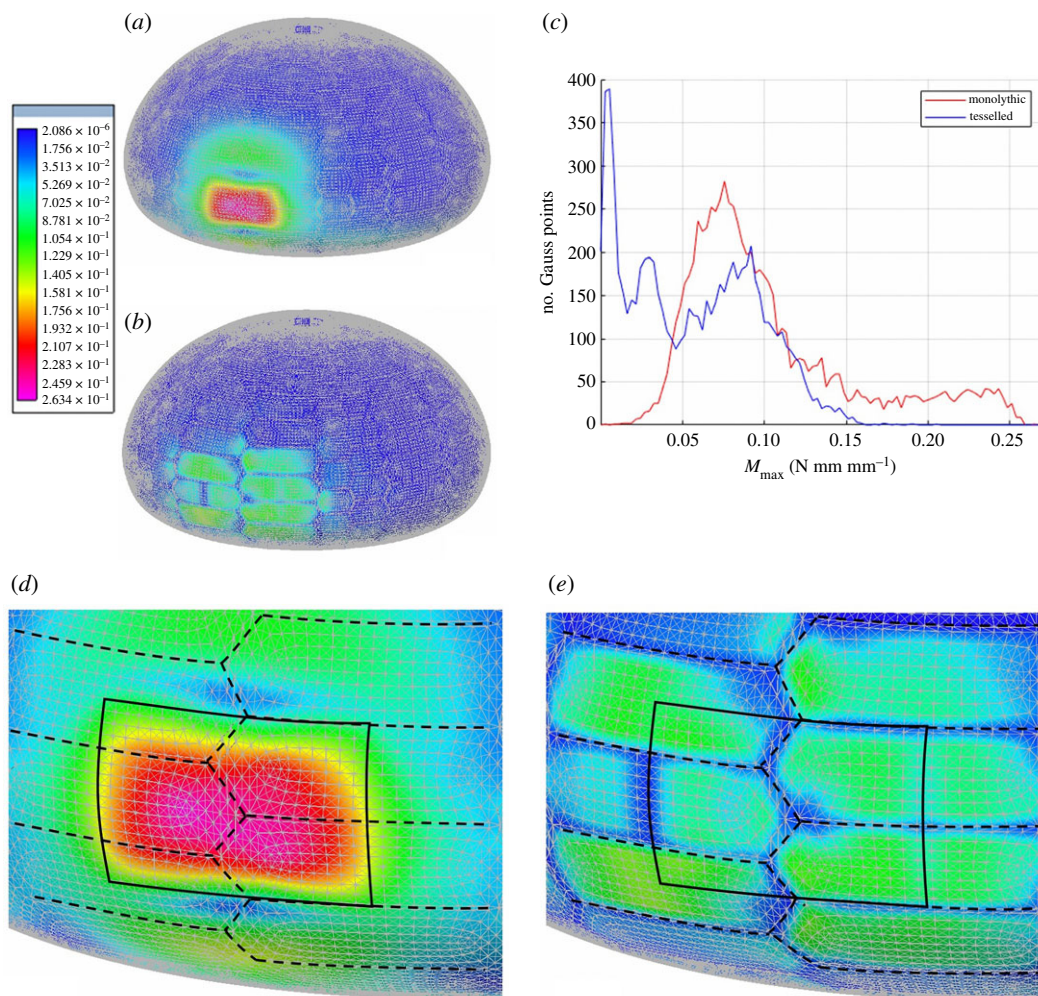 (a)
(c)
2.086 × 10⁻⁶
1.756 × 10⁻²
3.513 × 10⁻²
5.269 × 10⁻²
7.025 × 10⁻²
8.781 × 10⁻²
1.054 × 10⁻¹
1.229 × 10⁻¹
1.405 × 10⁻¹
1.581 × 10⁻¹
1.756 × 10⁻¹
1.932 × 10⁻¹
2.107 × 10⁻¹
2.283 × 10⁻¹
2.459 × 10⁻¹
2.634 × 10⁻¹
(b)
400
350
300
250
200
150
100
50
0
no. Gauss points
monolythic
tesselled
0.05 0.10 0.15 0.20 0.25
M max (N mm mm⁻¹)
(d)
(e)